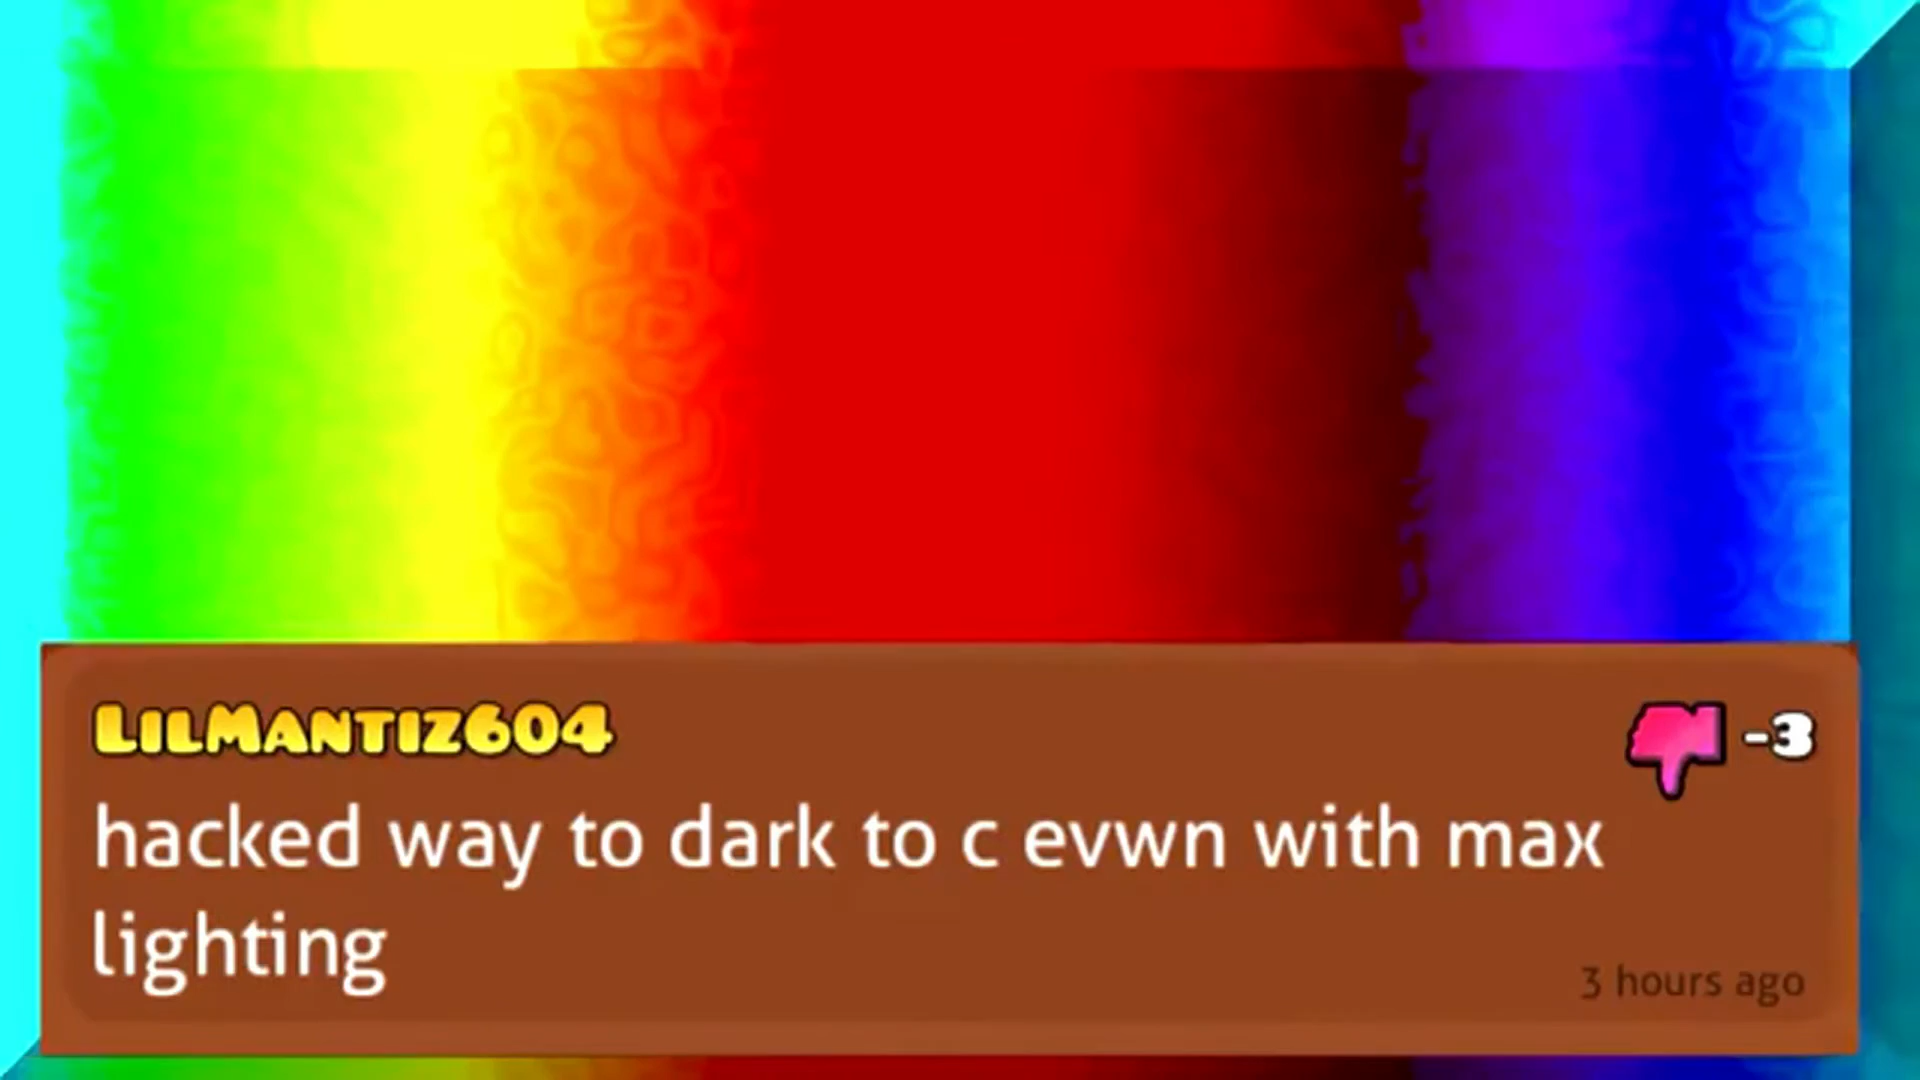 LilMantiz604
-3
hacked way to dark to c evwn with max
lighting
3 hours ago